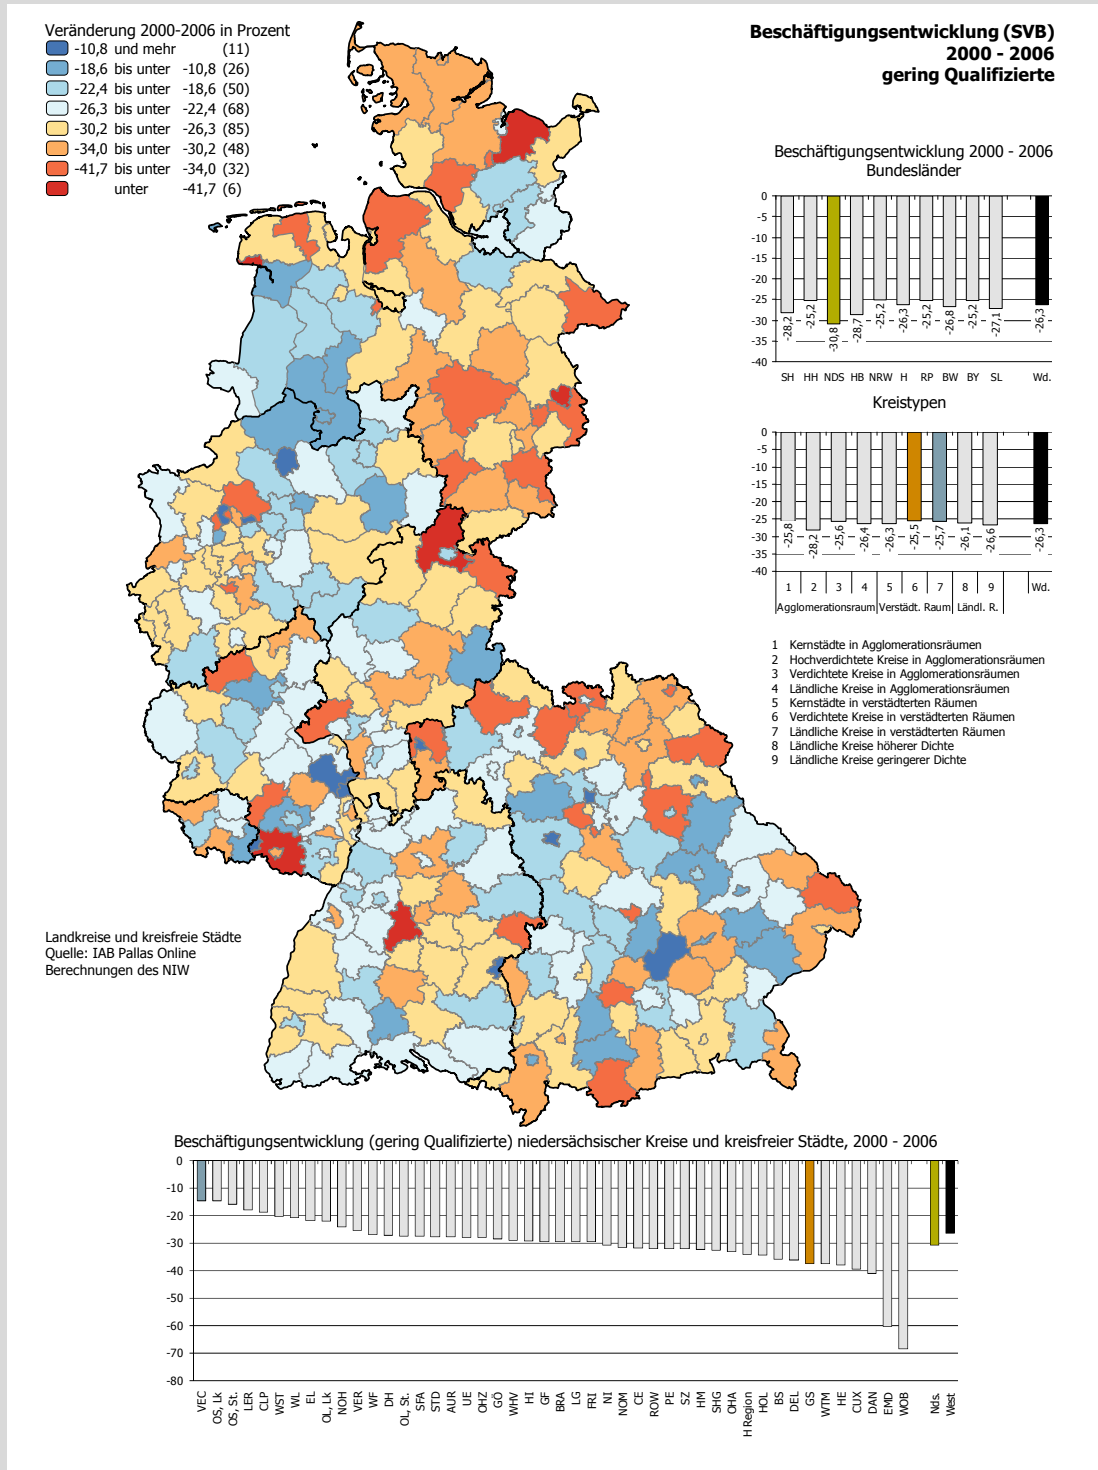 Veränderung 2000-2006 in Prozent
-10,8 und mehr (11)
-18,6 bis unter -10,8 (26)
-22,4 bis unter -18,6 (50)
-26,3 bis unter -22,4 (68)
-30,2 bis unter -26,3 (85)
-34,0 bis unter -30,2 (48)
-41,7 bis unter -34,0 (32)
unter -41,7 (6)
Beschäftigungsentwicklung (SVB)
2000 - 2006
gering Qualifizierte
Beschäftigungsentwicklung 2000 - 2006
Bundesländer
0
-5
-10
-15
-20
-25
-30
-35
-40
-28,2
-25,2
-30,8
-28,7
-25,2
-26,3
-25,2
-26,8
-25,2
-27,1
-26,3
SH HH NDS HB NRW H RP BW BY SL Wd.
Kreistypen
0
-5
-10
-15
-20
-25
-30
-35
-40
-25,8
-28,2
-25,6
-26,4
-26,3
-25,5
-25,7
-26,1
-26,6
-26,3
1 2 3 4 5 6 7 8 9 Wd.
Agglomerationsraum Verstädt. Raum Ländl. R.
1 Kernstädte in Agglomerationsräumen
2 Hochverdichtete Kreise in Agglomerationsräumen
3 Verdichtete Kreise in Agglomerationsräumen
4 Ländliche Kreise in Agglomerationsräumen
5 Kernstädte in verstädterten Räumen
6 Verdichtete Kreise in verstädterten Räumen
7 Ländliche Kreise in verstädterten Räumen
8 Ländliche Kreise höherer Dichte
9 Ländliche Kreise geringerer Dichte
Landkreise und kreisfreie Städte
Quelle: IAB Pallas Online
Berechnungen des NIW
Beschäftigungsentwicklung (gering Qualifizierte) niedersächsischer Kreise und kreisfreier Städte, 2000 - 2006
0
-10
-20
-30
-40
-50
-60
-70
-80
VEC
OS, Lk
OS, St.
LER
CLP
WST
WL
EL
OL, Lk
NOH
VER
WF
DH
OL, St.
SFA
STD
AUR
UE
OHZ
GÖ
WHV
HI
GF
BRA
LG
FRI
NI
NOM
CE
ROW
PE
SZ
HM
SHG
OHA
H Region
HOL
BS
DEL
GS
WTM
HE
CUX
DAN
EMD
WOB
Nds.
West